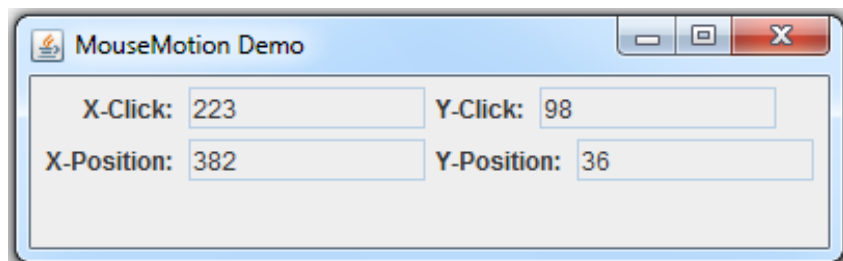 MouseMotion Demo
X-Click: 223 Y-Click: 98
X-Position: 382 Y-Position: 36